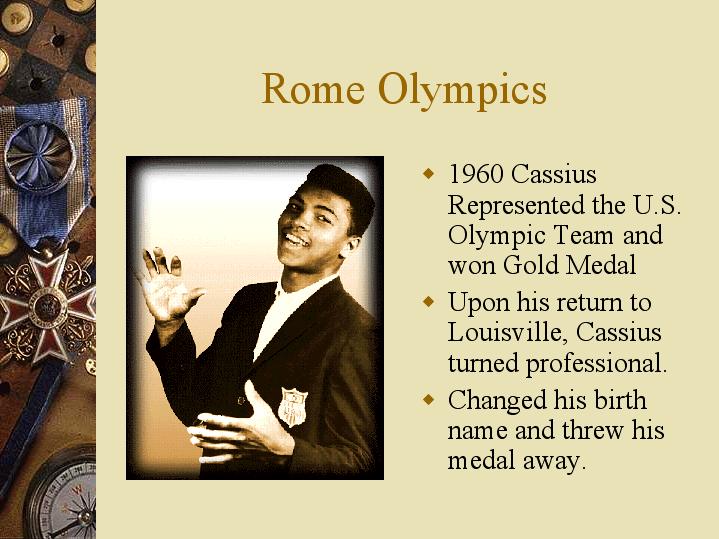 Rome Olympics
1960 Cassius
Represented the U.S.
Olympic Team and
won Gold Medal
Upon his return to
Louisville, Cassius
turned professional.
Changed his birth
name and threw his
medal away.